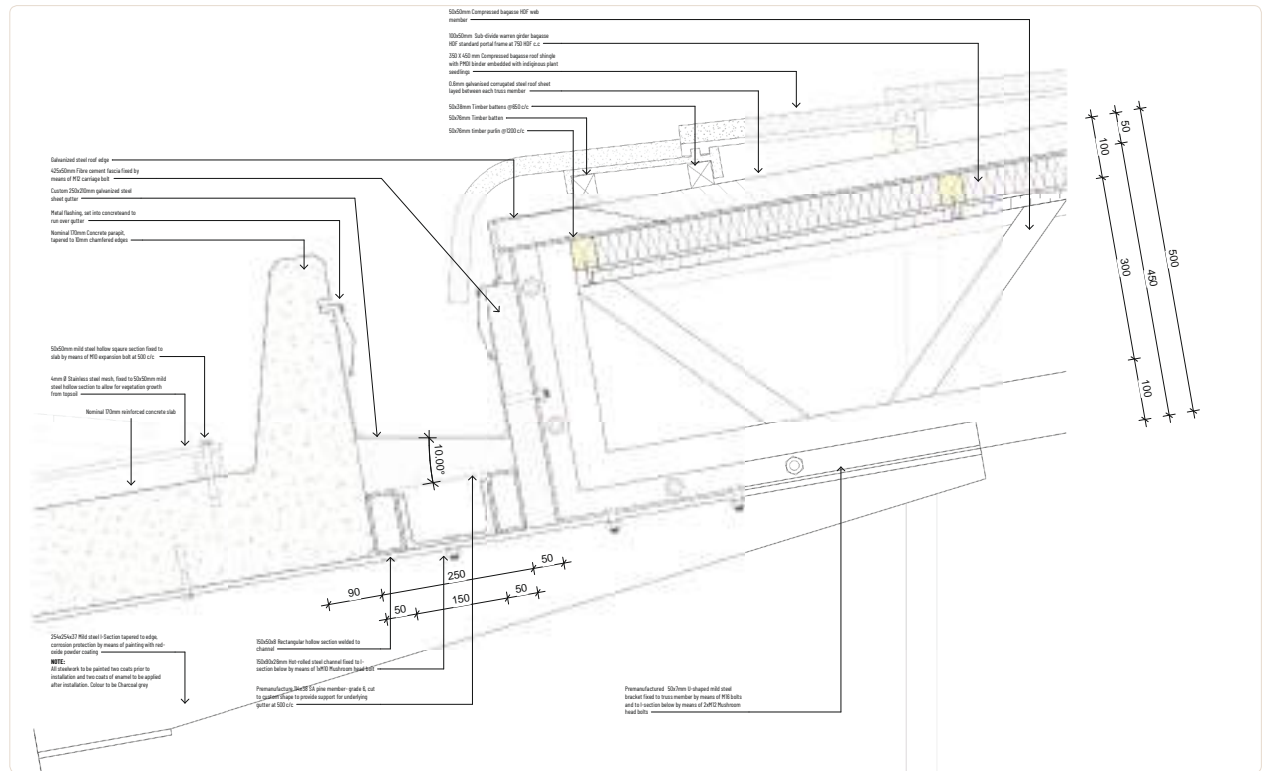 50x50mm Compressed bagasse HDF web
member
100x50mm Sub-divide warren girder bagasse
HDF standard portal frame at 750 HDF c.c
350 X 450 mm Compressed bagasse roof shingle
with PMDI binder embedded with indiginous plant
seedlings
0.6mm galvanised corrugated steel roof sheet
layed between each truss member
50x38mm Timber battens @650 c/c
50x76mm Timber batten
50x76mm timber purlin @1200 c/c
Galvanized steel roof edge
425x50mm Fibre cement fascia fixed by
means of M12 carriage bolt
Custom 250x210mm galvanized steel
sheet gutter
Metal flashing, set into concreteand to
run over gutter
Nominal 170mm Concrete parapit,
tapered to 10mm chamfered edges
50x50mm mild steel hollow sqaure section fixed to
slab by means of M10 expansion bolt at 500 c/c
4mm Ø Stainless steel mesh, fixed to 50x50mm mild
steel hollow section to allow for vegetation growth
from topsoil
Nominal 170mm reinforced concrete slab
50
100
300
450
500
100
10.00°
90
250
50
50
150
50
254x254x37 Mild steel I-Section tapered to edge,
corrosion protection by means of painting with red-
oxide powder coating
NOTE:
All steelwork to be painted two coats prior to
installation and two coats of enamel to be applied
after installation. Colour to be Charcoal grey
150x50x8 Rectangular hollow section welded to
channel
150x90x26mm Hot-rolled steel channel fixed to I-
section below by means of 1xM10 Mushroom head bolt
Premanufacture SA pine member- grade 6, cut
to custom shape to provide support for underlying
gutter at 500 c/c
Premanufactured 50x7mm U-shaped mild steel
bracket fixed to truss member by means of M16 bolts
and to I-section below by means of 2xM12 Mushroom
head bolts